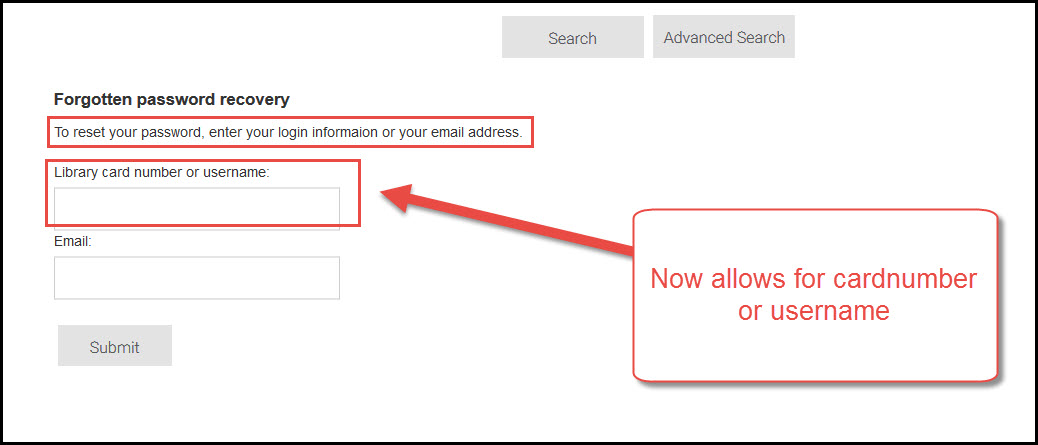 Search
Advanced Search
Forgotten password recovery
To reset your password, enter your login informaion or your email address.
Library card number or username:
Email:
Submit
Now allows for cardnumber
or username